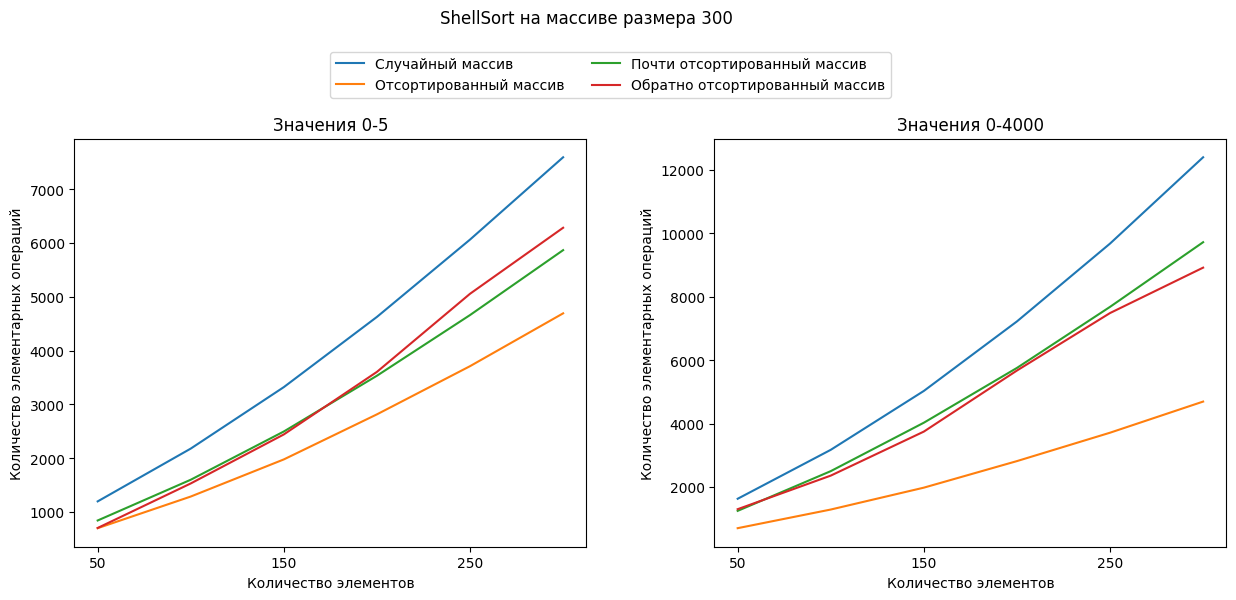 ShellSort на массиве размера 300
Случайный массив
Отсортированный массив
Почти отсортированный массив
Обратно отсортированный массив
Значения 0-5
Количество элементарных операций
7000
6000
5000
4000
3000
2000
1000
50
150
250
Количество элементов
Значения 0-4000
Количество элементарных операций
12000
10000
8000
6000
4000
2000
50
150
250
Количество элементов